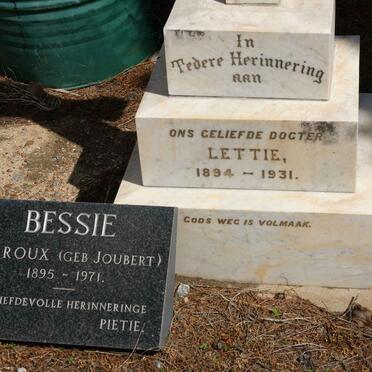 In
Tedere Herinnering
aan
ONS GELIEFDE DOGTER
LETTIE,
1894 - 1931.
GODS WEG IS VOLMAAK.
BESSIE
ROUX (GEB JOUBERT)
1895 - 1971.
HERINNERINGE
PIETIE.